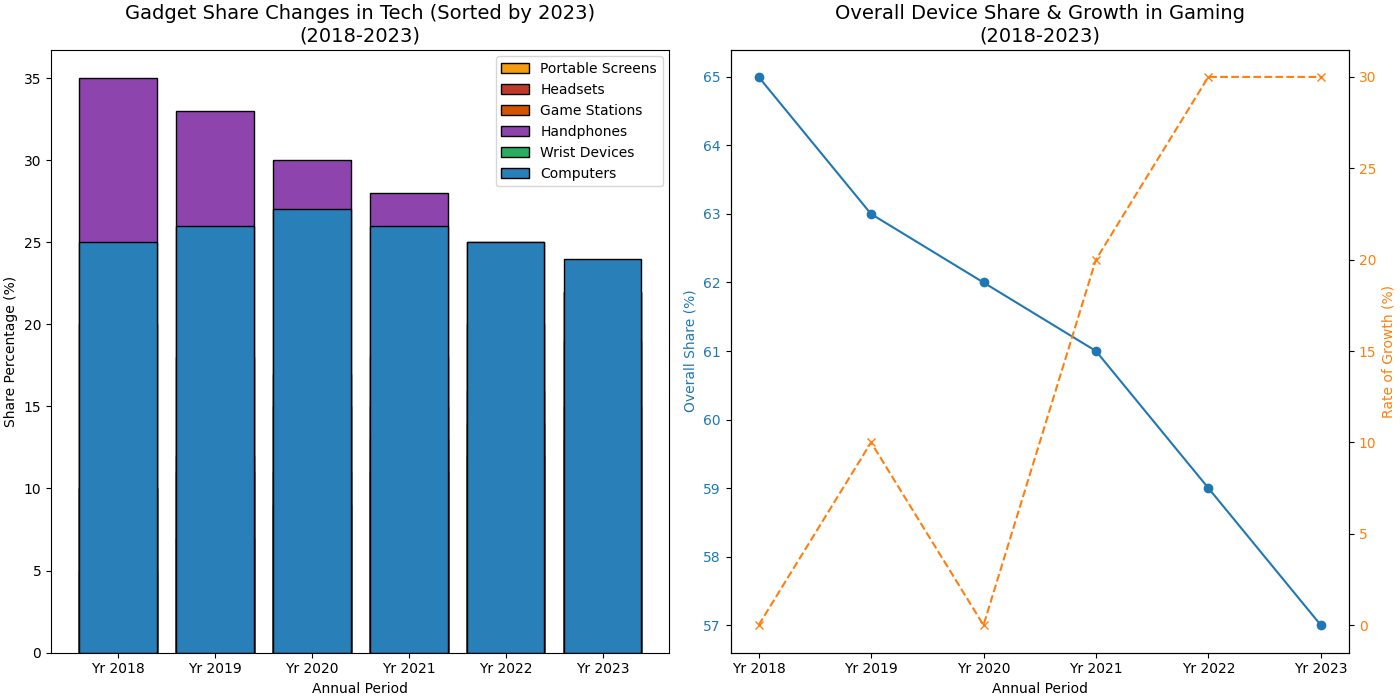 Gadget Share Changes in Tech (Sorted by 2023)
(2018-2023)
Share Percentage (%)
35
30
25
20
15
10
5
0
Portable Screens
Headsets
Game Stations
Handphones
Wrist Devices
Computers
Yr 2018 Yr 2019 Yr 2020 Yr 2021 Yr 2022 Yr 2023
Annual Period
Overall Device Share & Growth in Gaming
(2018-2023)
Overall Share (%)
65
64
63
62
61
60
59
58
57
30
25
20
15
10
5
0
Rate of Growth (%)
Yr 2018 Yr 2019 Yr 2020 Yr 2021 Yr 2022 Yr 2023
Annual Period